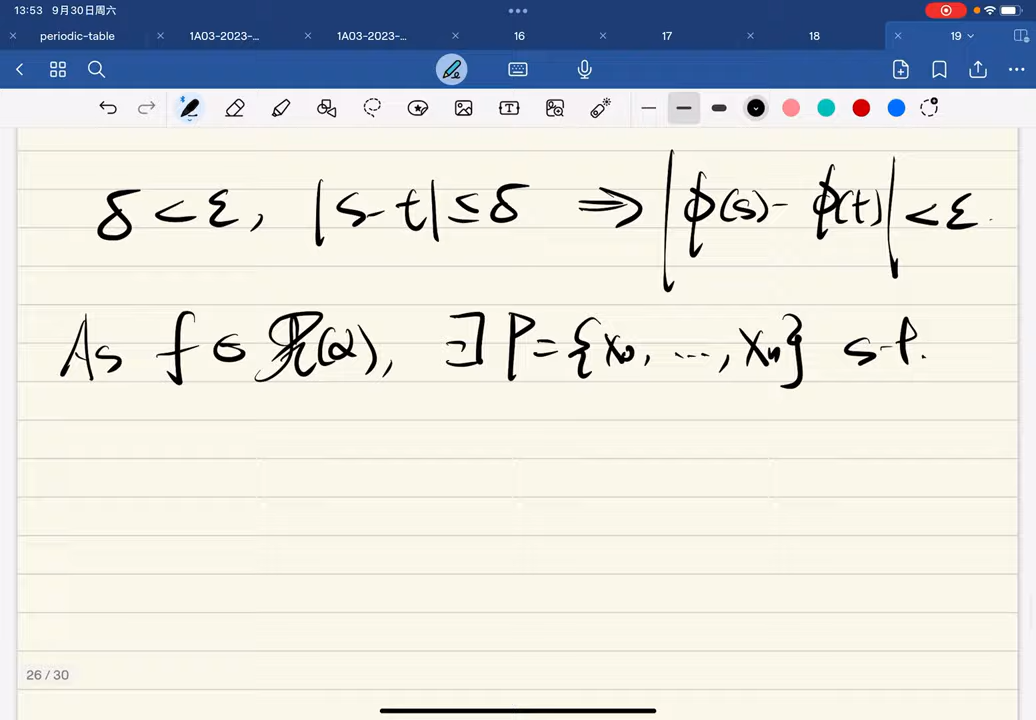 13:53 9月30日周六
periodic-table 1A03-2023-... 1A03-2023-... 16 17 18 19
δ < ε, |s-t| ≤ δ ⇒ |ϕ(s) - ϕ(t)| < ε.
As f ∈ ℛ(α), ∃ P = {x₀, ..., xₙ} s.t.
26 / 30